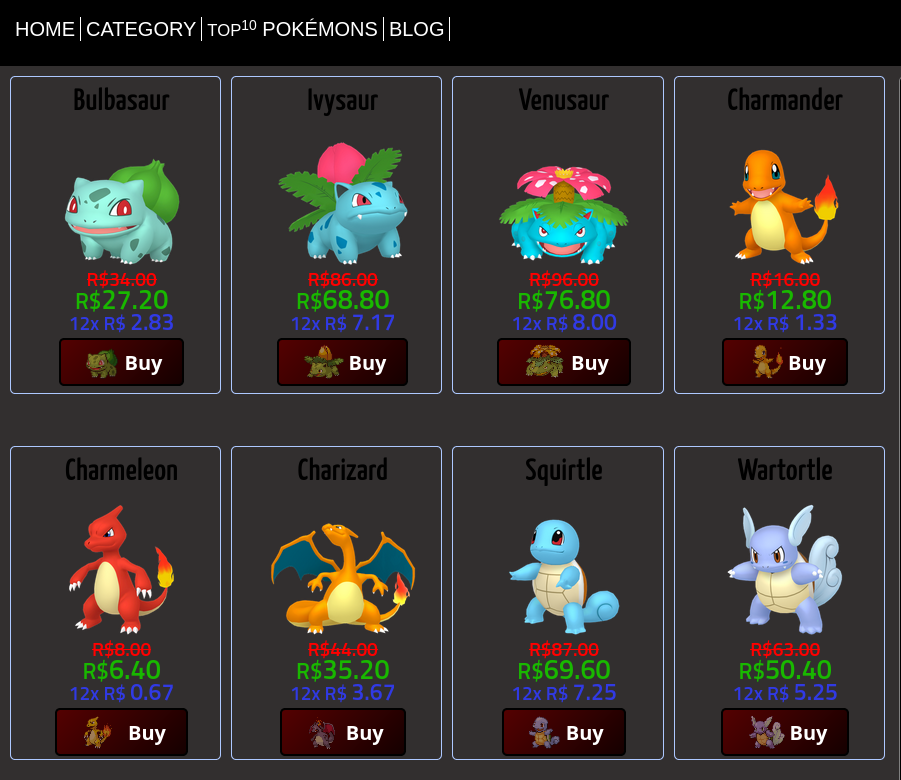 HOME CATEGORY TOP10 POKÉMONS BLOG
Bulbasaur
R$34.00
R$27.20
12x R$ 2.83
Buy
Ivysaur
R$86.00
R$68.80
12x R$ 7.17
Buy
Venusaur
R$96.00
R$76.80
12x R$ 8.00
Buy
Charmander
R$16.00
R$12.80
12x R$ 1.33
Buy
Charmeleon
R$8.00
R$6.40
12x R$ 0.67
Buy
Charizard
R$44.00
R$35.20
12x R$ 3.67
Buy
Squirtle
R$87.00
R$69.60
12x R$ 7.25
Buy
Wartortle
R$63.00
R$50.40
12x R$ 5.25
Buy